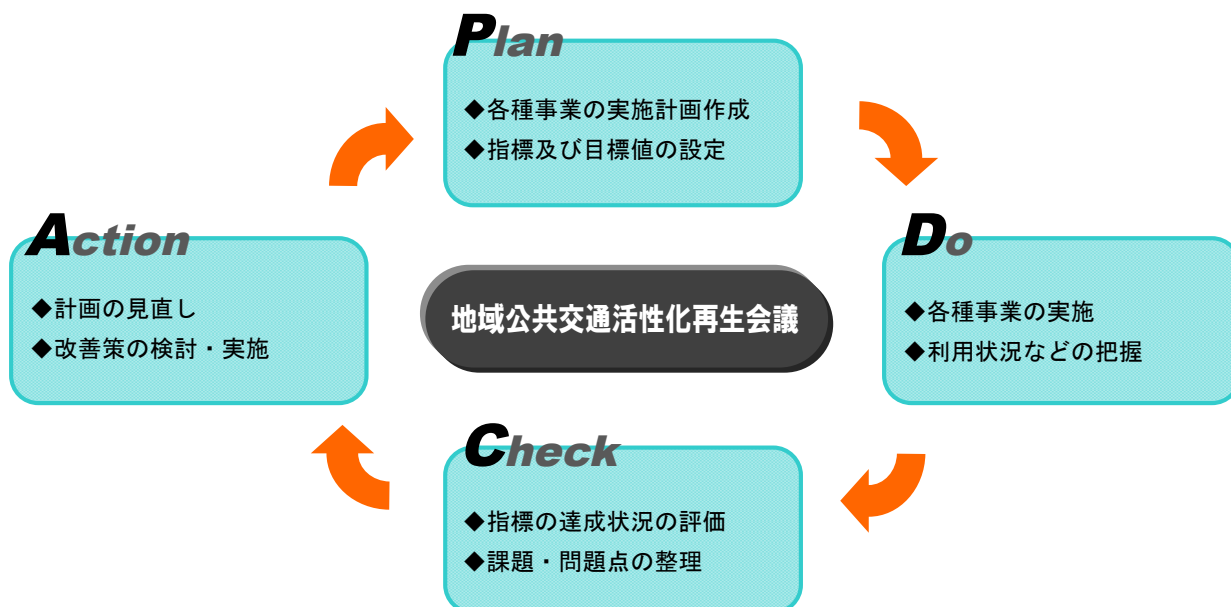 Plan
◆各種事業の実施計画作成
◆指標及び目標値の設定
Action
◆計画の見直し
◆改善策の検討・実施
地域公共交通活性化再生会議
Do
◆各種事業の実施
◆利用状況などの把握
Check
◆指標の達成状況の評価
◆課題・問題点の整理